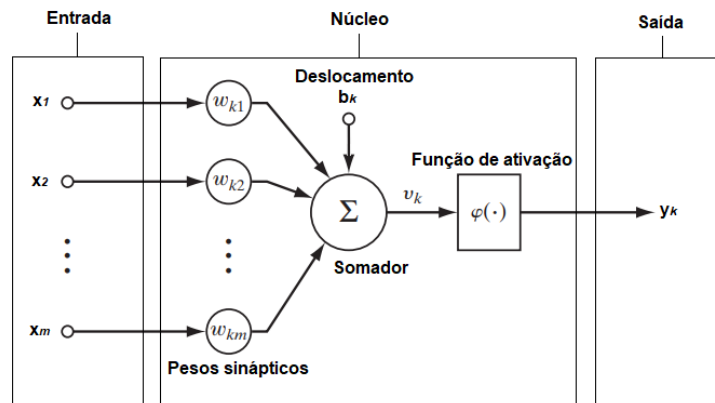 Entrada
Núcleo
Saída
Deslocamento
bk
x1
wk1
Função de ativação
x2
wk2
Σ
vk
φ(·)
yk
Somador
xm
wkm
Pesos sinápticos